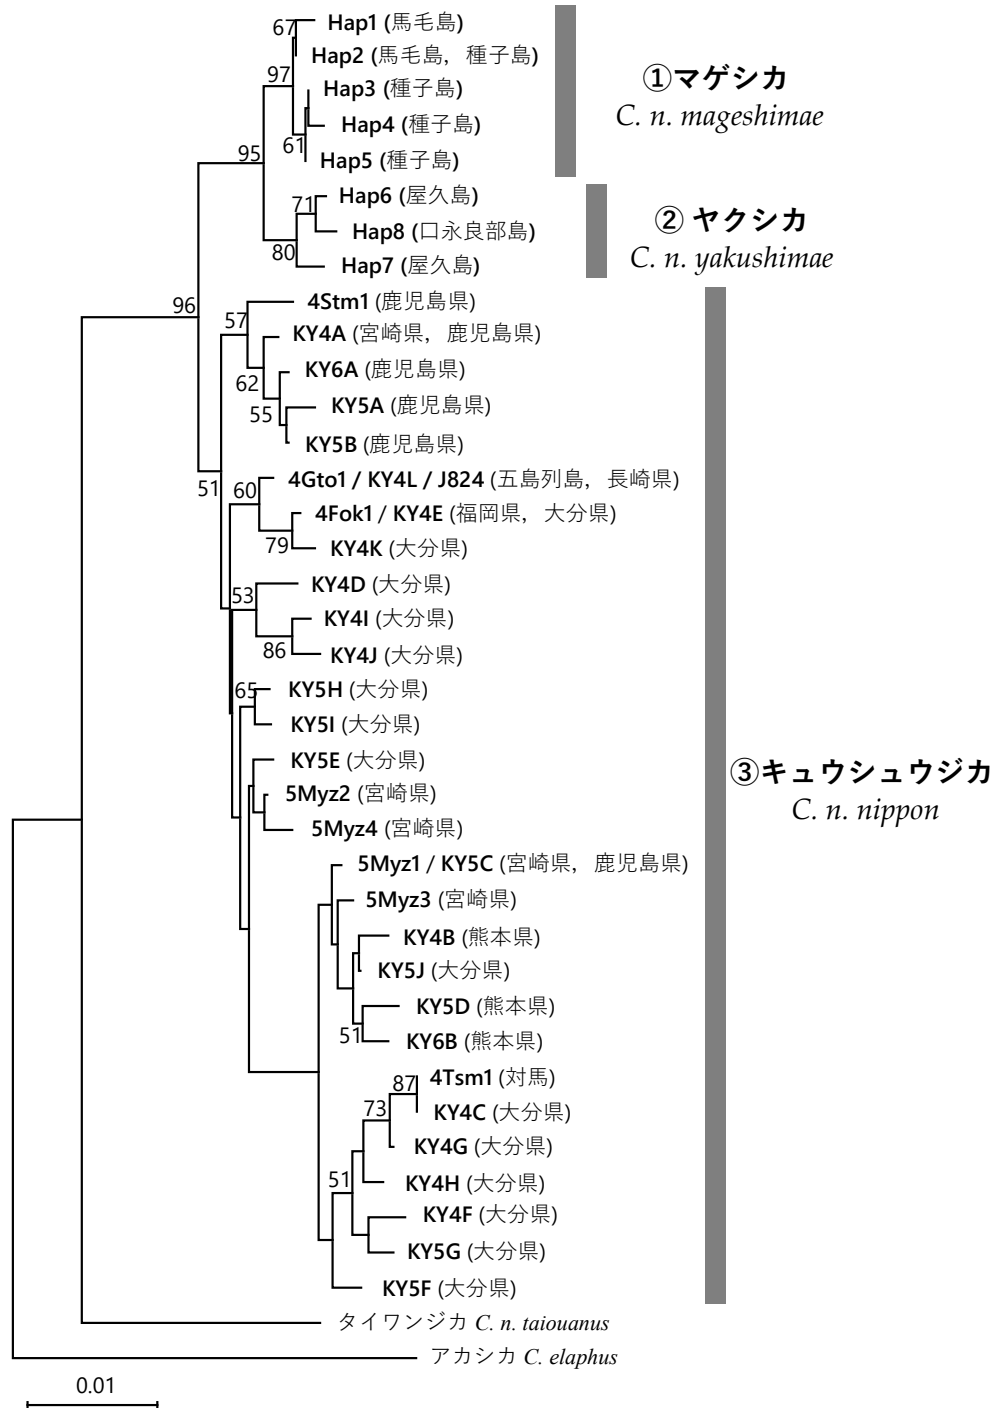 67
Hap1 (馬毛島)
Hap2 (馬毛島，種子島)
97
Hap3 (種子島)
Hap4 (種子島)
61
Hap5 (種子島)
①マゲシカ
C. n. mageshimae
95
71
Hap6 (屋久島)
Hap8 (口永良部島)
80
Hap7 (屋久島)
② ヤクシカ
C. n. yakushimae
96
57
4Stm1 (鹿児島県)
KY4A (宮崎県，鹿児島県)
62
KY6A (鹿児島県)
55
KY5A (鹿児島県)
KY5B (鹿児島県)
51
60
4Gto1 / KY4L / J824 (五島列島，長崎県)
4Fok1 / KY4E (福岡県，大分県)
79
KY4K (大分県)
53
KY4D (大分県)
KY4I (大分県)
86
KY4J (大分県)
65
KY5H (大分県)
KY5I (大分県)
KY5E (大分県)
5Myz2 (宮崎県)
5Myz4 (宮崎県)
③キュウシュウジカ
C. n. nippon
5Myz1 / KY5C (宮崎県，鹿児島県)
5Myz3 (宮崎県)
KY4B (熊本県)
KY5J (大分県)
KY5D (熊本県)
51
KY6B (熊本県)
87
4Tsm1 (対馬)
73
KY4C (大分県)
KY4G (大分県)
51
KY4H (大分県)
KY4F (大分県)
KY5G (大分県)
KY5F (大分県)
タイワンジカ C. n. taiouanus
アカシカ C. elaphus
0.01